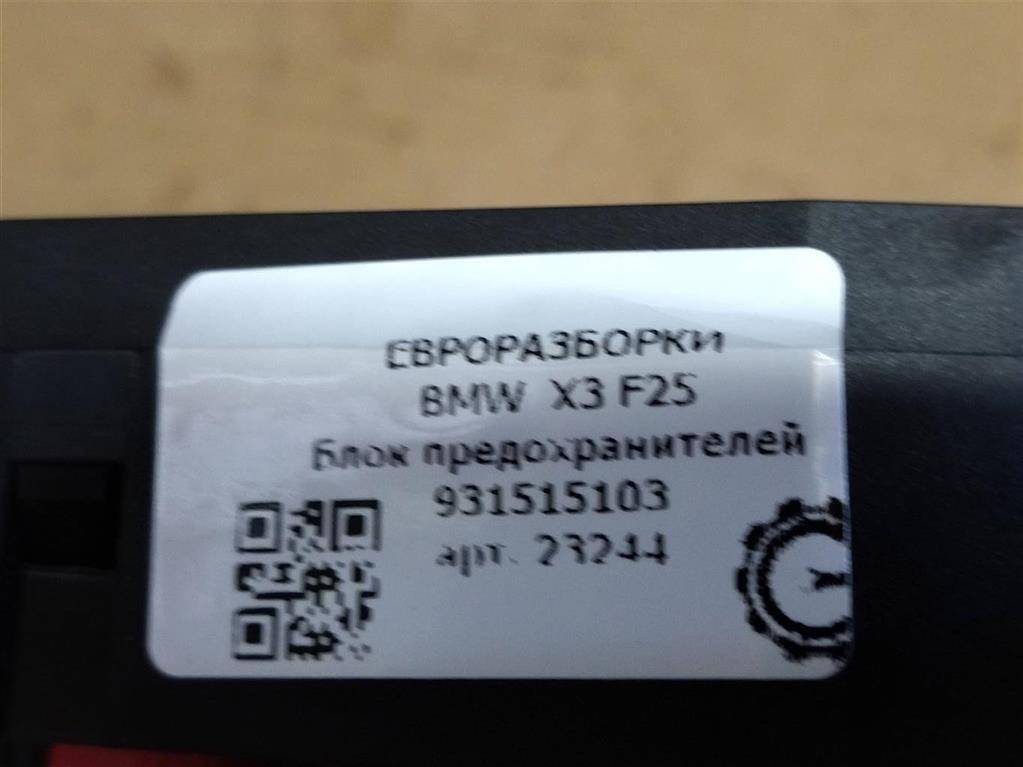 ЕВРОРАЗБОРКИ
BMW X3 F25
Блок предохранителей
931515103
арт. 23244